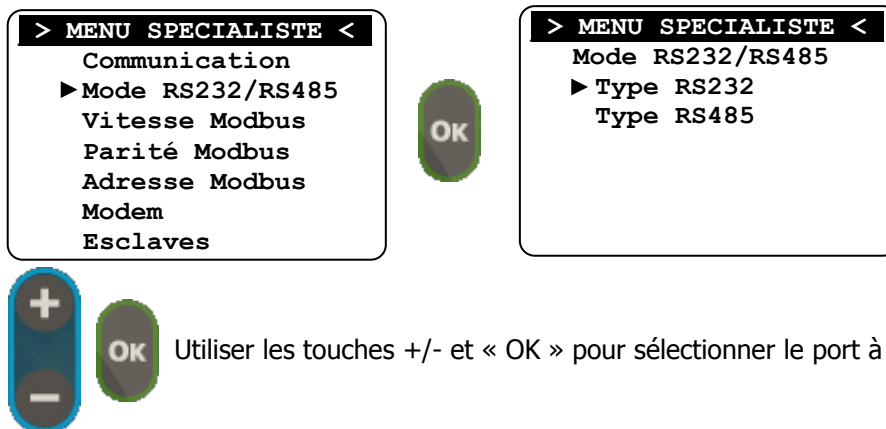 > MENU SPECIALISTE <
Communication
►Mode RS232/RS485
Vitesse Modbus
Parité Modbus
Adresse Modbus
Modem
Esclaves
OK
> MENU SPECIALISTE <
Mode RS232/RS485
►Type RS232
Type RS485
+
-
OK
Utiliser les touches +/- et « OK » pour sélectionner le port à